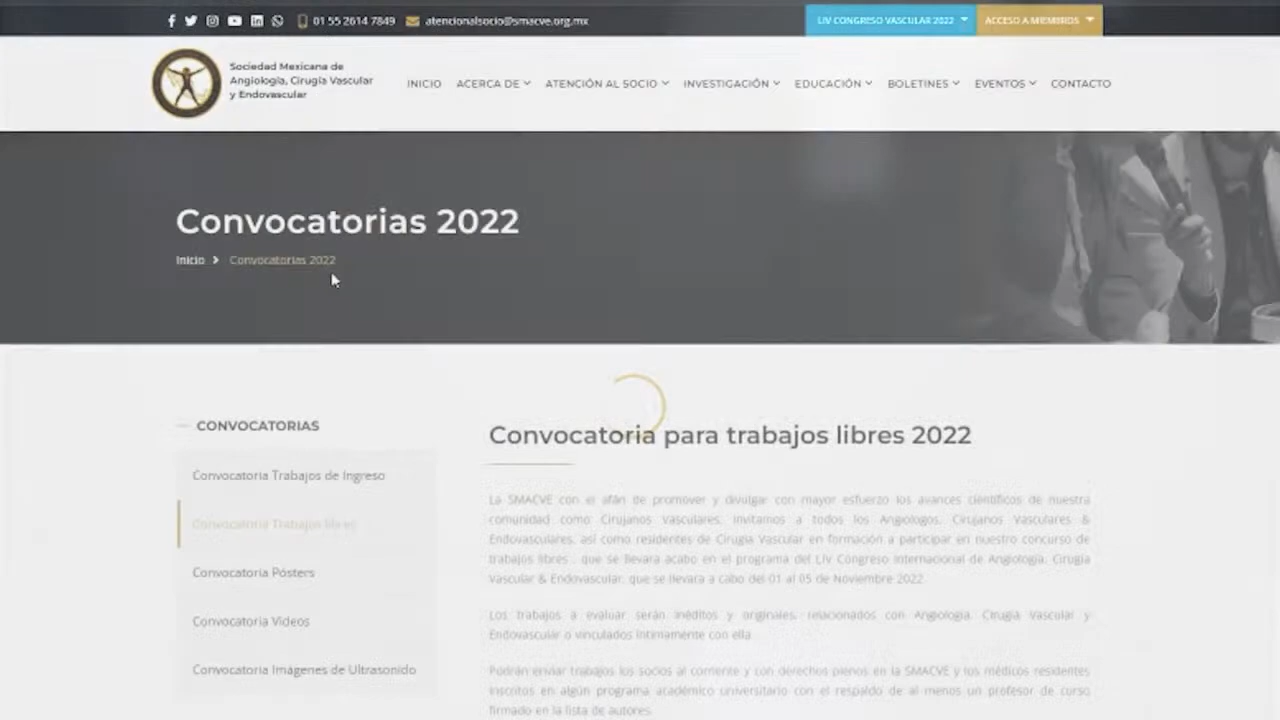 01 55 2614 7849 atencionalsocio@smacve.org.mx LIV CONGRESO VASCULAR 2022 ACCESO A MIEMBROS
Sociedad Mexicana de
Angiología, Cirugía Vascular
y Endovascular
INICIO ACERCA DE ATENCIÓN AL SOCIO INVESTIGACIÓN EDUCACIÓN BOLETINES EVENTOS CONTACTO
Convocatorias 2022
Inicio Convocatorias 2022
CONVOCATORIAS
Convocatoria Trabajos de Ingreso
Convocatoria Trabajos libres
Convocatoria Pósters
Convocatoria Videos
Convocatoria Imágenes de Ultrasonido
Convocatoria para trabajos libres 2022
La SMACVE con el afán de promover y divulgar con mayor esfuerzo los avances científicos de nuestra
comunidad como Cirujanos Vasculares, invitamos a todos los Angiologos, Cirujanos Vasculares &
Endovasculares, así como residentes de Cirugía Vascular en formación a participar en nuestro concurso de
trabajos libres , que se llevara acabo en el programa del LIV Congreso Internacional de Angiología, Cirugía
Vascular & Endovascular, que se llevara a cabo del 01 al 05 de Noviembre 2022.
Los trabajos a evaluar serán inéditos y originales, relacionados con Angiología, Cirugía Vascular y
Endovascular o vinculados íntimamente con ella.
Podrán enviar trabajos los socios al corriente y con derechos plenos en la SMACVE y los médicos residentes
inscritos en algún programa académico universitario con el respaldo de al menos un profesor de curso
firmado en la lista de autores.